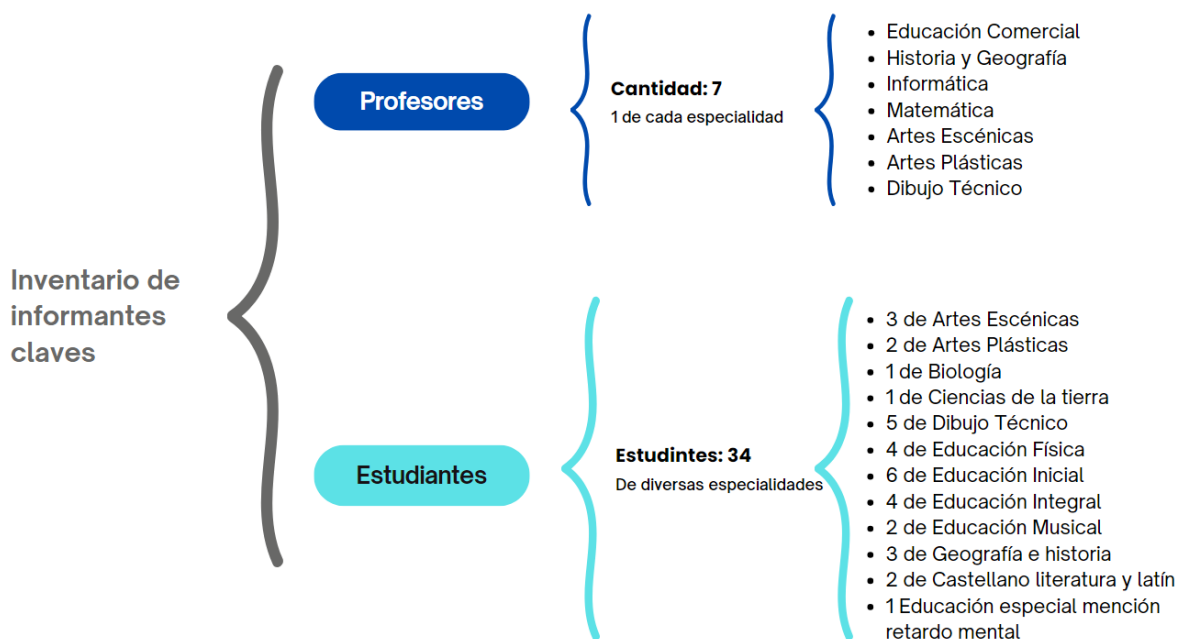 Inventario de
informantes
claves
Profesores
Cantidad: 7
1 de cada especialidad
• Educación Comercial
• Historia y Geografía
• Informática
• Matemática
• Artes Escénicas
• Artes Plásticas
• Dibujo Técnico
Estudiantes
Estudintes: 34
De diversas especialidades
• 3 de Artes Escénicas
• 2 de Artes Plásticas
• 1 de Biología
• 1 de Ciencias de la tierra
• 5 de Dibujo Técnico
• 4 de Educación Física
• 6 de Educación Inicial
• 4 de Educación Integral
• 2 de Educación Musical
• 3 de Geografía e historia
• 2 de Castellano literatura y latín
• 1 Educación especial mención
retardo mental